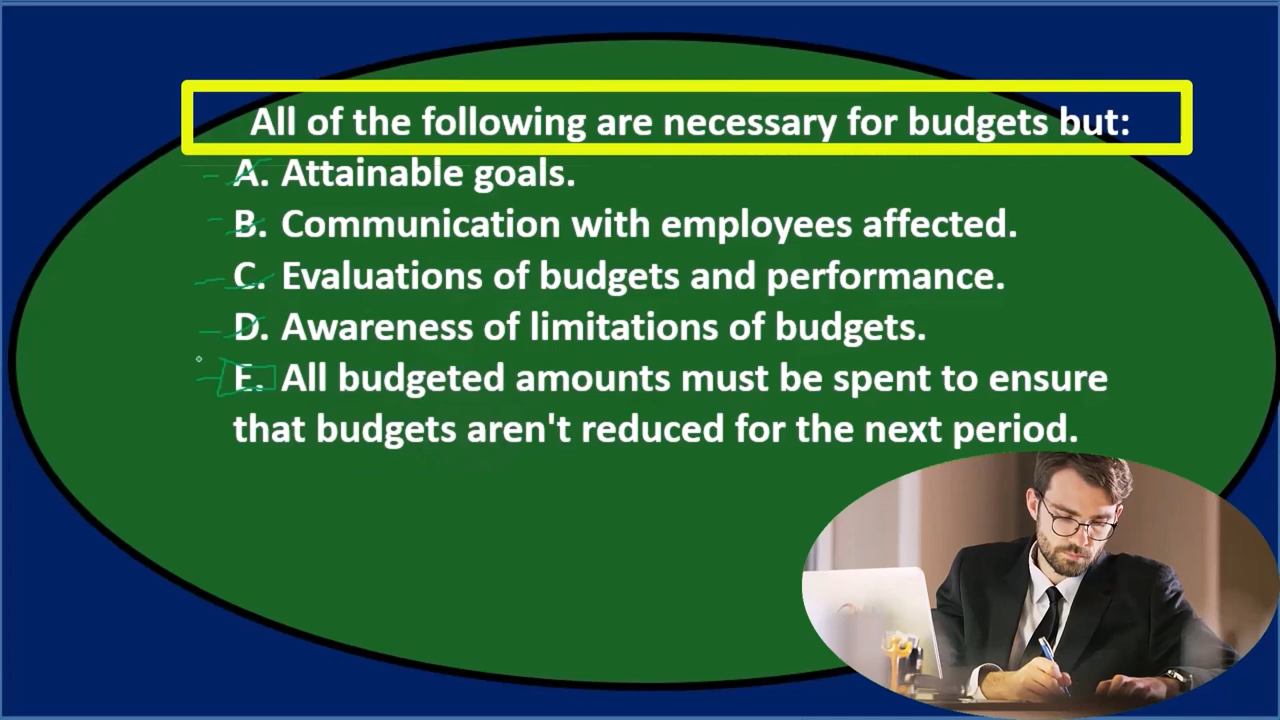 All of the following are necessary for budgets but:
A. Attainable goals.
B. Communication with employees affected.
C. Evaluations of budgets and performance.
D. Awareness of limitations of budgets.
E. All budgeted amounts must be spent to ensure
that budgets aren't reduced for the next period.